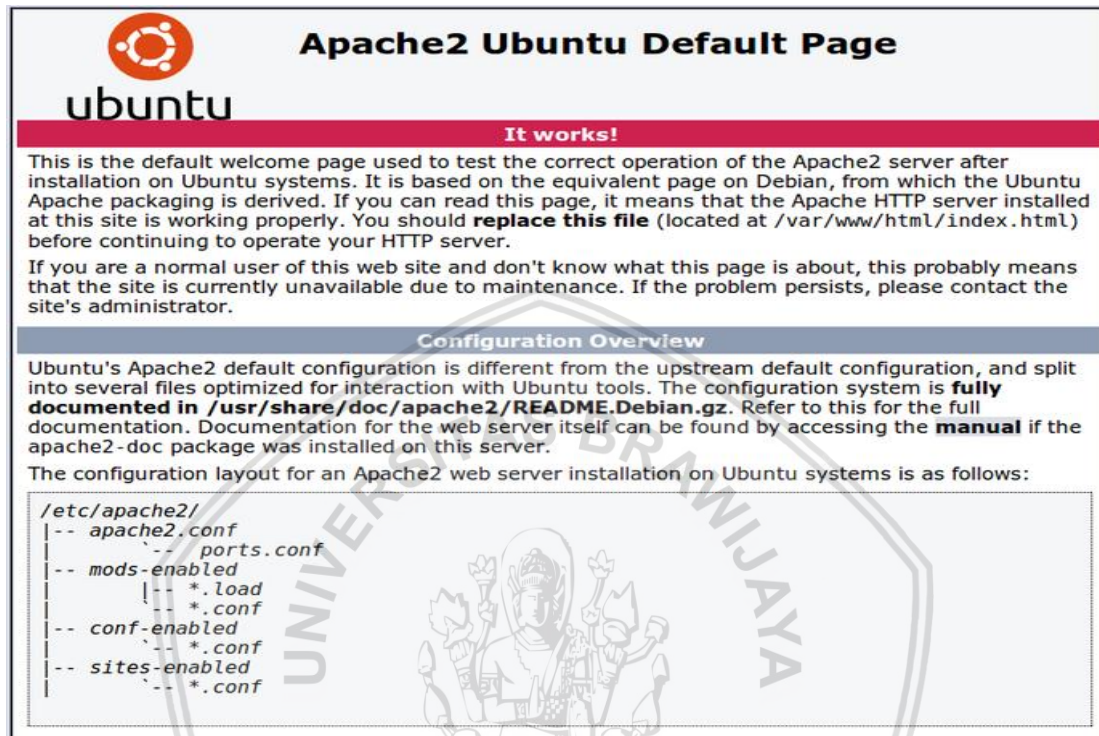 Apache2 Ubuntu Default Page
ubuntu
It works!
This is the default welcome page used to test the correct operation of the Apache2 server after
installation on Ubuntu systems. It is based on the equivalent page on Debian, from which the Ubuntu
Apache packaging is derived. If you can read this page, it means that the Apache HTTP server installed
at this site is working properly. You should replace this file (located at /var/www/html/index.html)
before continuing to operate your HTTP server.
If you are a normal user of this web site and don't know what this page is about, this probably means
that the site is currently unavailable due to maintenance. If the problem persists, please contact the
site's administrator.
Configuration Overview
Ubuntu's Apache2 default configuration is different from the upstream default configuration, and split
into several files optimized for interaction with Ubuntu tools. The configuration system is fully
documented in /usr/share/doc/apache2/README.Debian.gz. Refer to this for the full
documentation. Documentation for the web server itself can be found by accessing the manual if the
apache2-doc package was installed on this server.
The configuration layout for an Apache2 web server installation on Ubuntu systems is as follows:
/etc/apache2/
|-- apache2.conf
|       `--  ports.conf
|-- mods-enabled
|       |-- *.load
|       `-- *.conf
|-- conf-enabled
|       `-- *.conf
|-- sites-enabled
|       `-- *.conf
UNIVERSITAS BRAWIJAYA